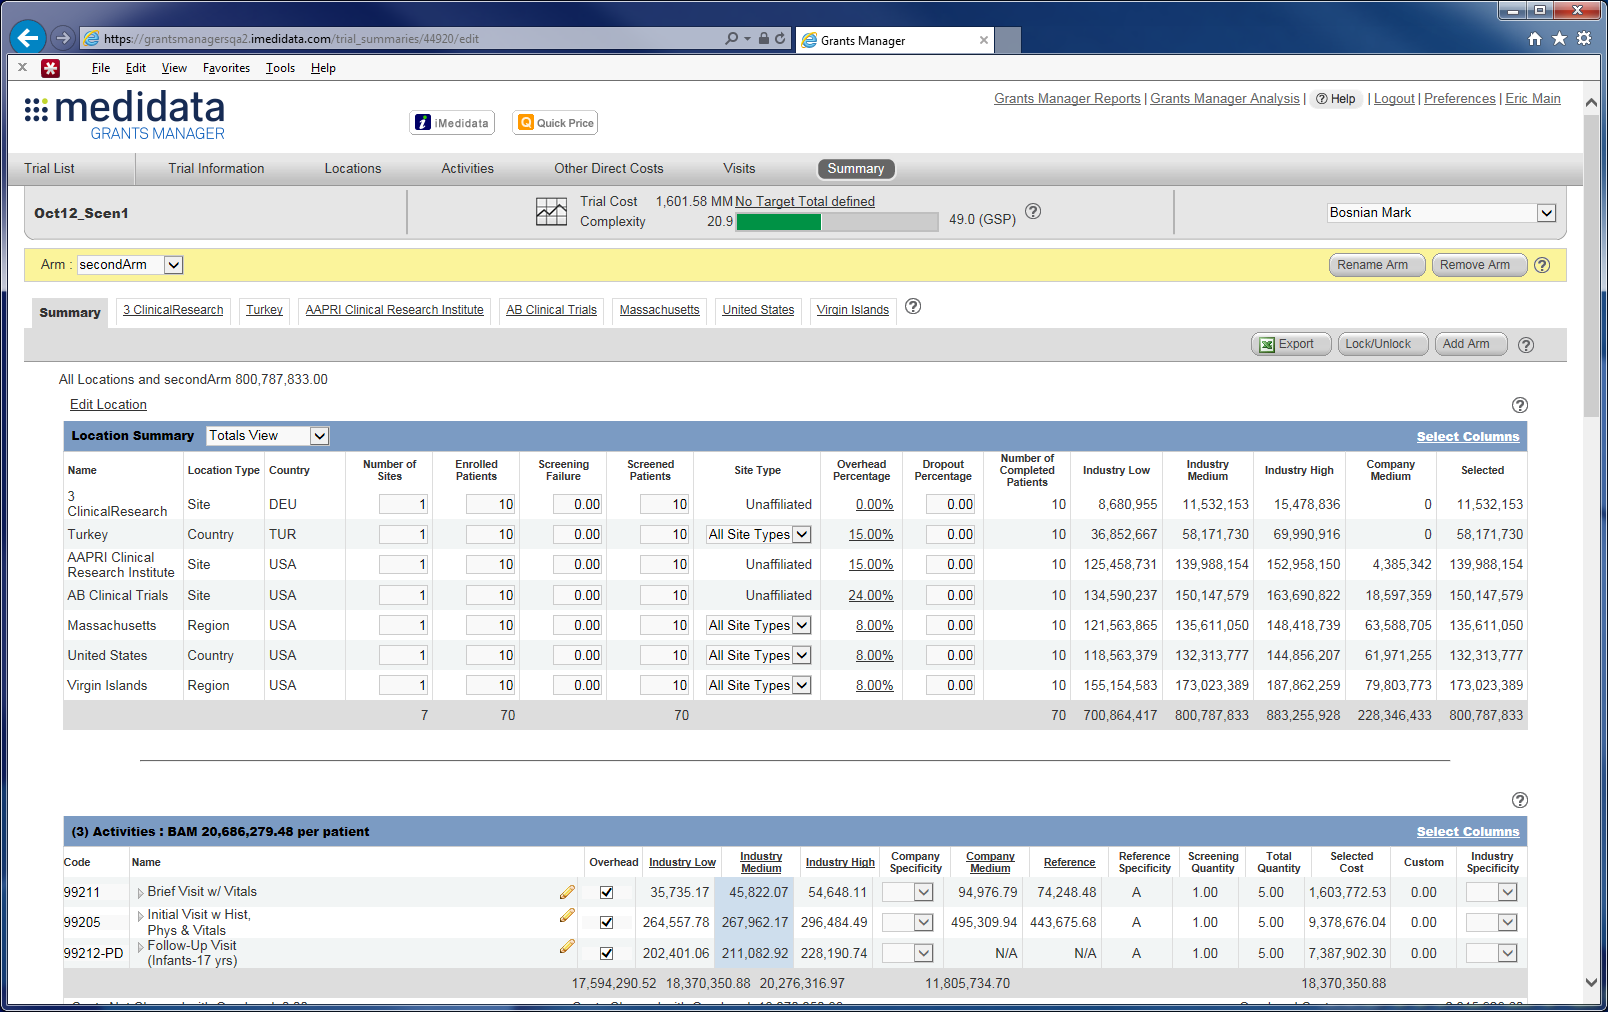 https://grantsmanagersqa2.imedidata.com/trial_summaries/44920/edit
Grants Manager
File Edit View Favorites Tools Help
medidata
GRANTS MANAGER
iMedidata
Quick Price
Grants Manager Reports | Grants Manager Analysis | Help | Logout | Preferences | Eric Main
Trial List Trial Information Locations Activities Other Direct Costs Visits Summary
Oct12_Scen1
Trial Cost 1,601.58 MM No Target Total defined
Complexity 20.9 49.0 (GSP)
Bosnian Mark
Arm : secondArm
Rename Arm Remove Arm
Summary 3 ClinicalResearch Turkey AAPRI Clinical Research Institute AB Clinical Trials Massachusetts United States Virgin Islands
Export Lock/Unlock Add Arm
All Locations and secondArm 800,787,833.00
Edit Location
Location Summary Totals View Select Columns
Name Location Type Country Number of Sites Enrolled Patients Screening Failure Screened Patients Site Type Overhead Percentage Dropout Percentage Number of Completed Patients Industry Low Industry Medium Industry High Company Medium Selected
3 ClinicalResearch Site DEU 1 10 0.00 10 Unaffiliated 0.00% 0.00 10 8,680,955 11,532,153 15,478,836 0 11,532,153
Turkey Country TUR 1 10 0.00 10 All Site Types 15.00% 0.00 10 36,852,667 58,171,730 69,990,916 0 58,171,730
AAPRI Clinical Research Institute Site USA 1 10 0.00 10 Unaffiliated 15.00% 0.00 10 125,458,731 139,988,154 152,958,150 4,385,342 139,988,154
AB Clinical Trials Site USA 1 10 0.00 10 Unaffiliated 24.00% 0.00 10 134,590,237 150,147,579 163,690,822 18,597,359 150,147,579
Massachusetts Region USA 1 10 0.00 10 All Site Types 8.00% 0.00 10 121,563,865 135,611,050 148,418,739 63,588,705 135,611,050
United States Country USA 1 10 0.00 10 All Site Types 8.00% 0.00 10 118,563,379 132,313,777 144,856,207 61,971,255 132,313,777
Virgin Islands Region USA 1 10 0.00 10 All Site Types 8.00% 0.00 10 155,154,583 173,023,389 187,862,259 79,803,773 173,023,389
7 70 70 70 700,864,417 800,787,833 883,255,928 228,346,433 800,787,833
(3) Activities : BAM 20,686,279.48 per patient Select Columns
Code Name Overhead Industry Low Industry Medium Industry High Company Specificity Company Medium Reference Reference Specificity Screening Quantity Total Quantity Selected Cost Custom Industry Specificity
99211 Brief Visit w/ Vitals 35,735.17 45,822.07 54,648.11 94,976.79 74,248.48 A 1.00 5.00 1,603,772.53 0.00
99205 Initial Visit w Hist, Phys & Vitals 264,557.78 267,962.17 296,484.49 495,309.94 443,675.68 A 1.00 5.00 9,378,676.04 0.00
99212-PD Follow-Up Visit (Infants-17 yrs) 202,401.06 211,082.92 228,190.74 N/A N/A A 1.00 5.00 7,387,902.30 0.00
17,594,290.52 18,370,350.88 20,276,316.97 11,805,734.70 18,370,350.88